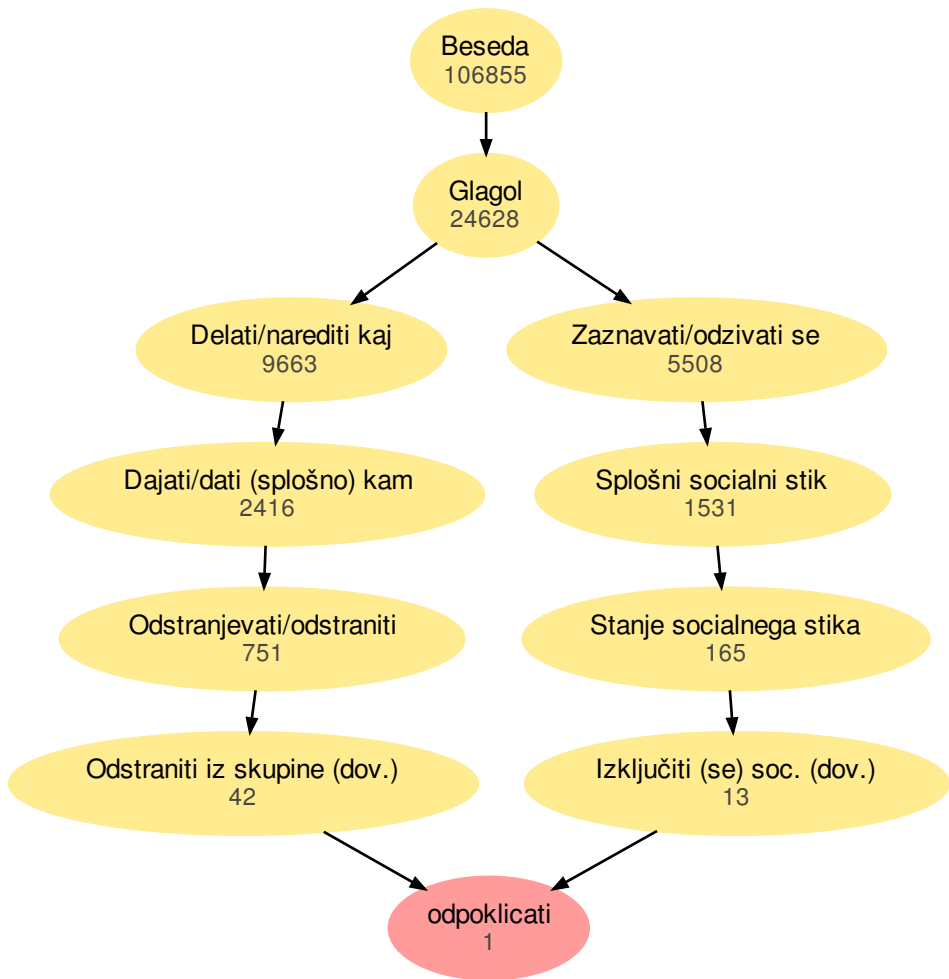 Beseda
106855
Glagol
24628
Delati/narediti kaj
9663
Zaznavati/odzivati se
5508
Dajati/dati (splošno) kam
2416
Splošni socialni stik
1531
Odstranjevati/odstraniti
751
Stanje socialnega stika
165
Odstraniti iz skupine (dov.)
42
Izključiti (se) soc. (dov.)
13
odpoklicati
1